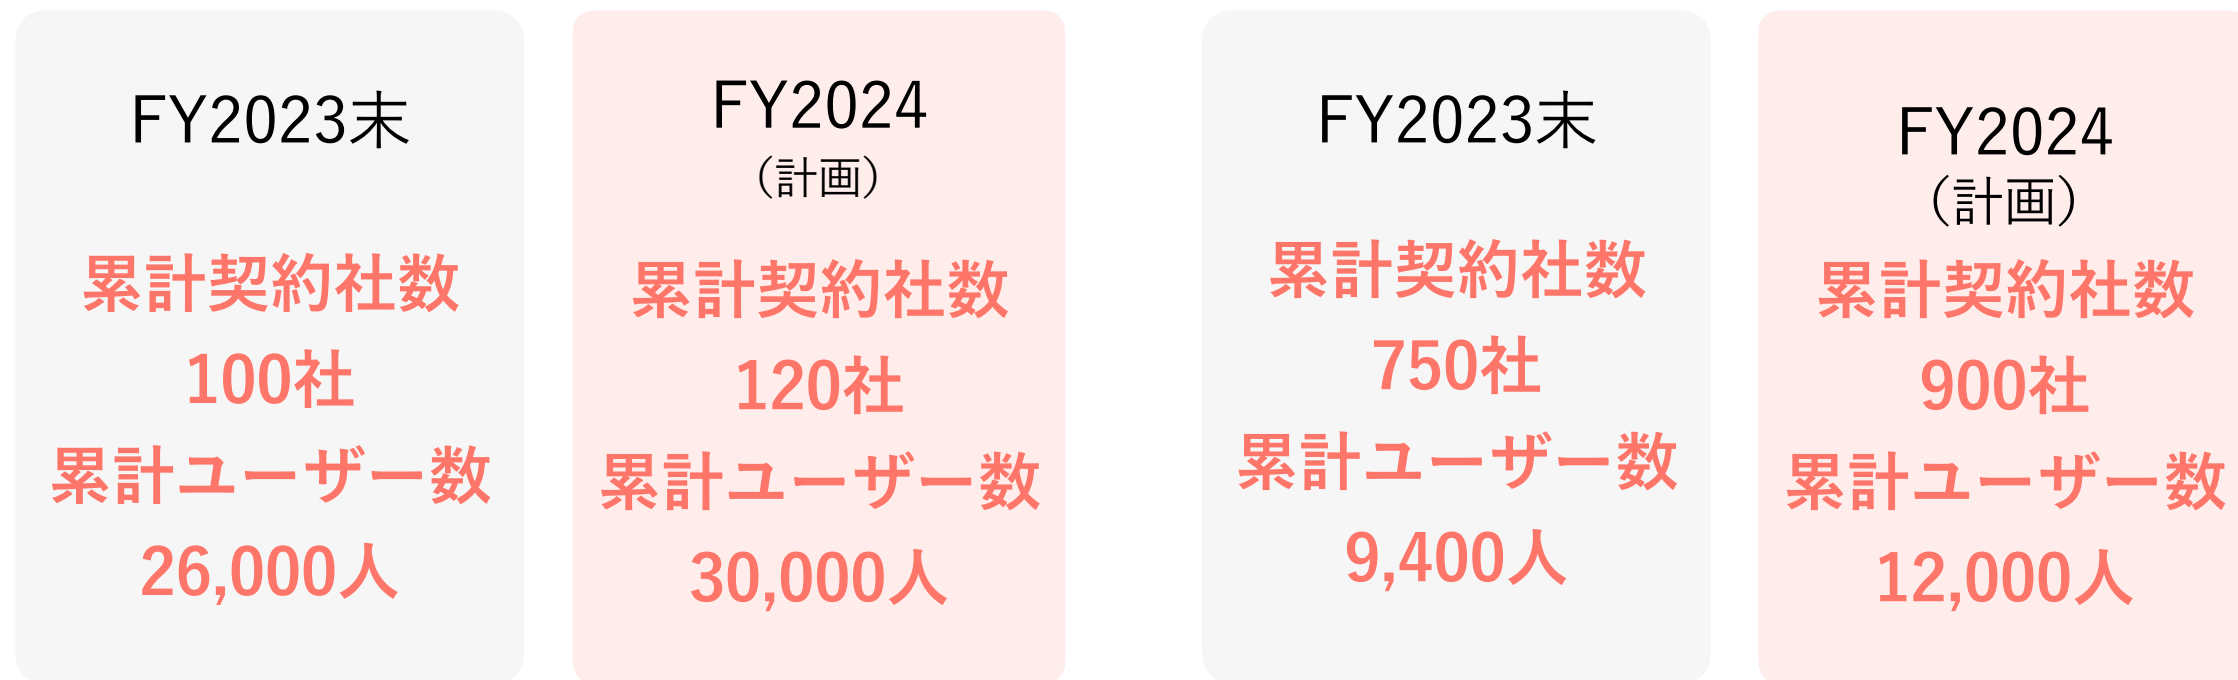 FY2023末
累計契約社数
100社
累計ユーザー数
26,000人
FY2024
（計画）
累計契約社数
120社
累計ユーザー数
30,000人
FY2023末
累計契約社数
750社
累計ユーザー数
9,400人
FY2024
（計画）
累計契約社数
900社
累計ユーザー数
12,000人